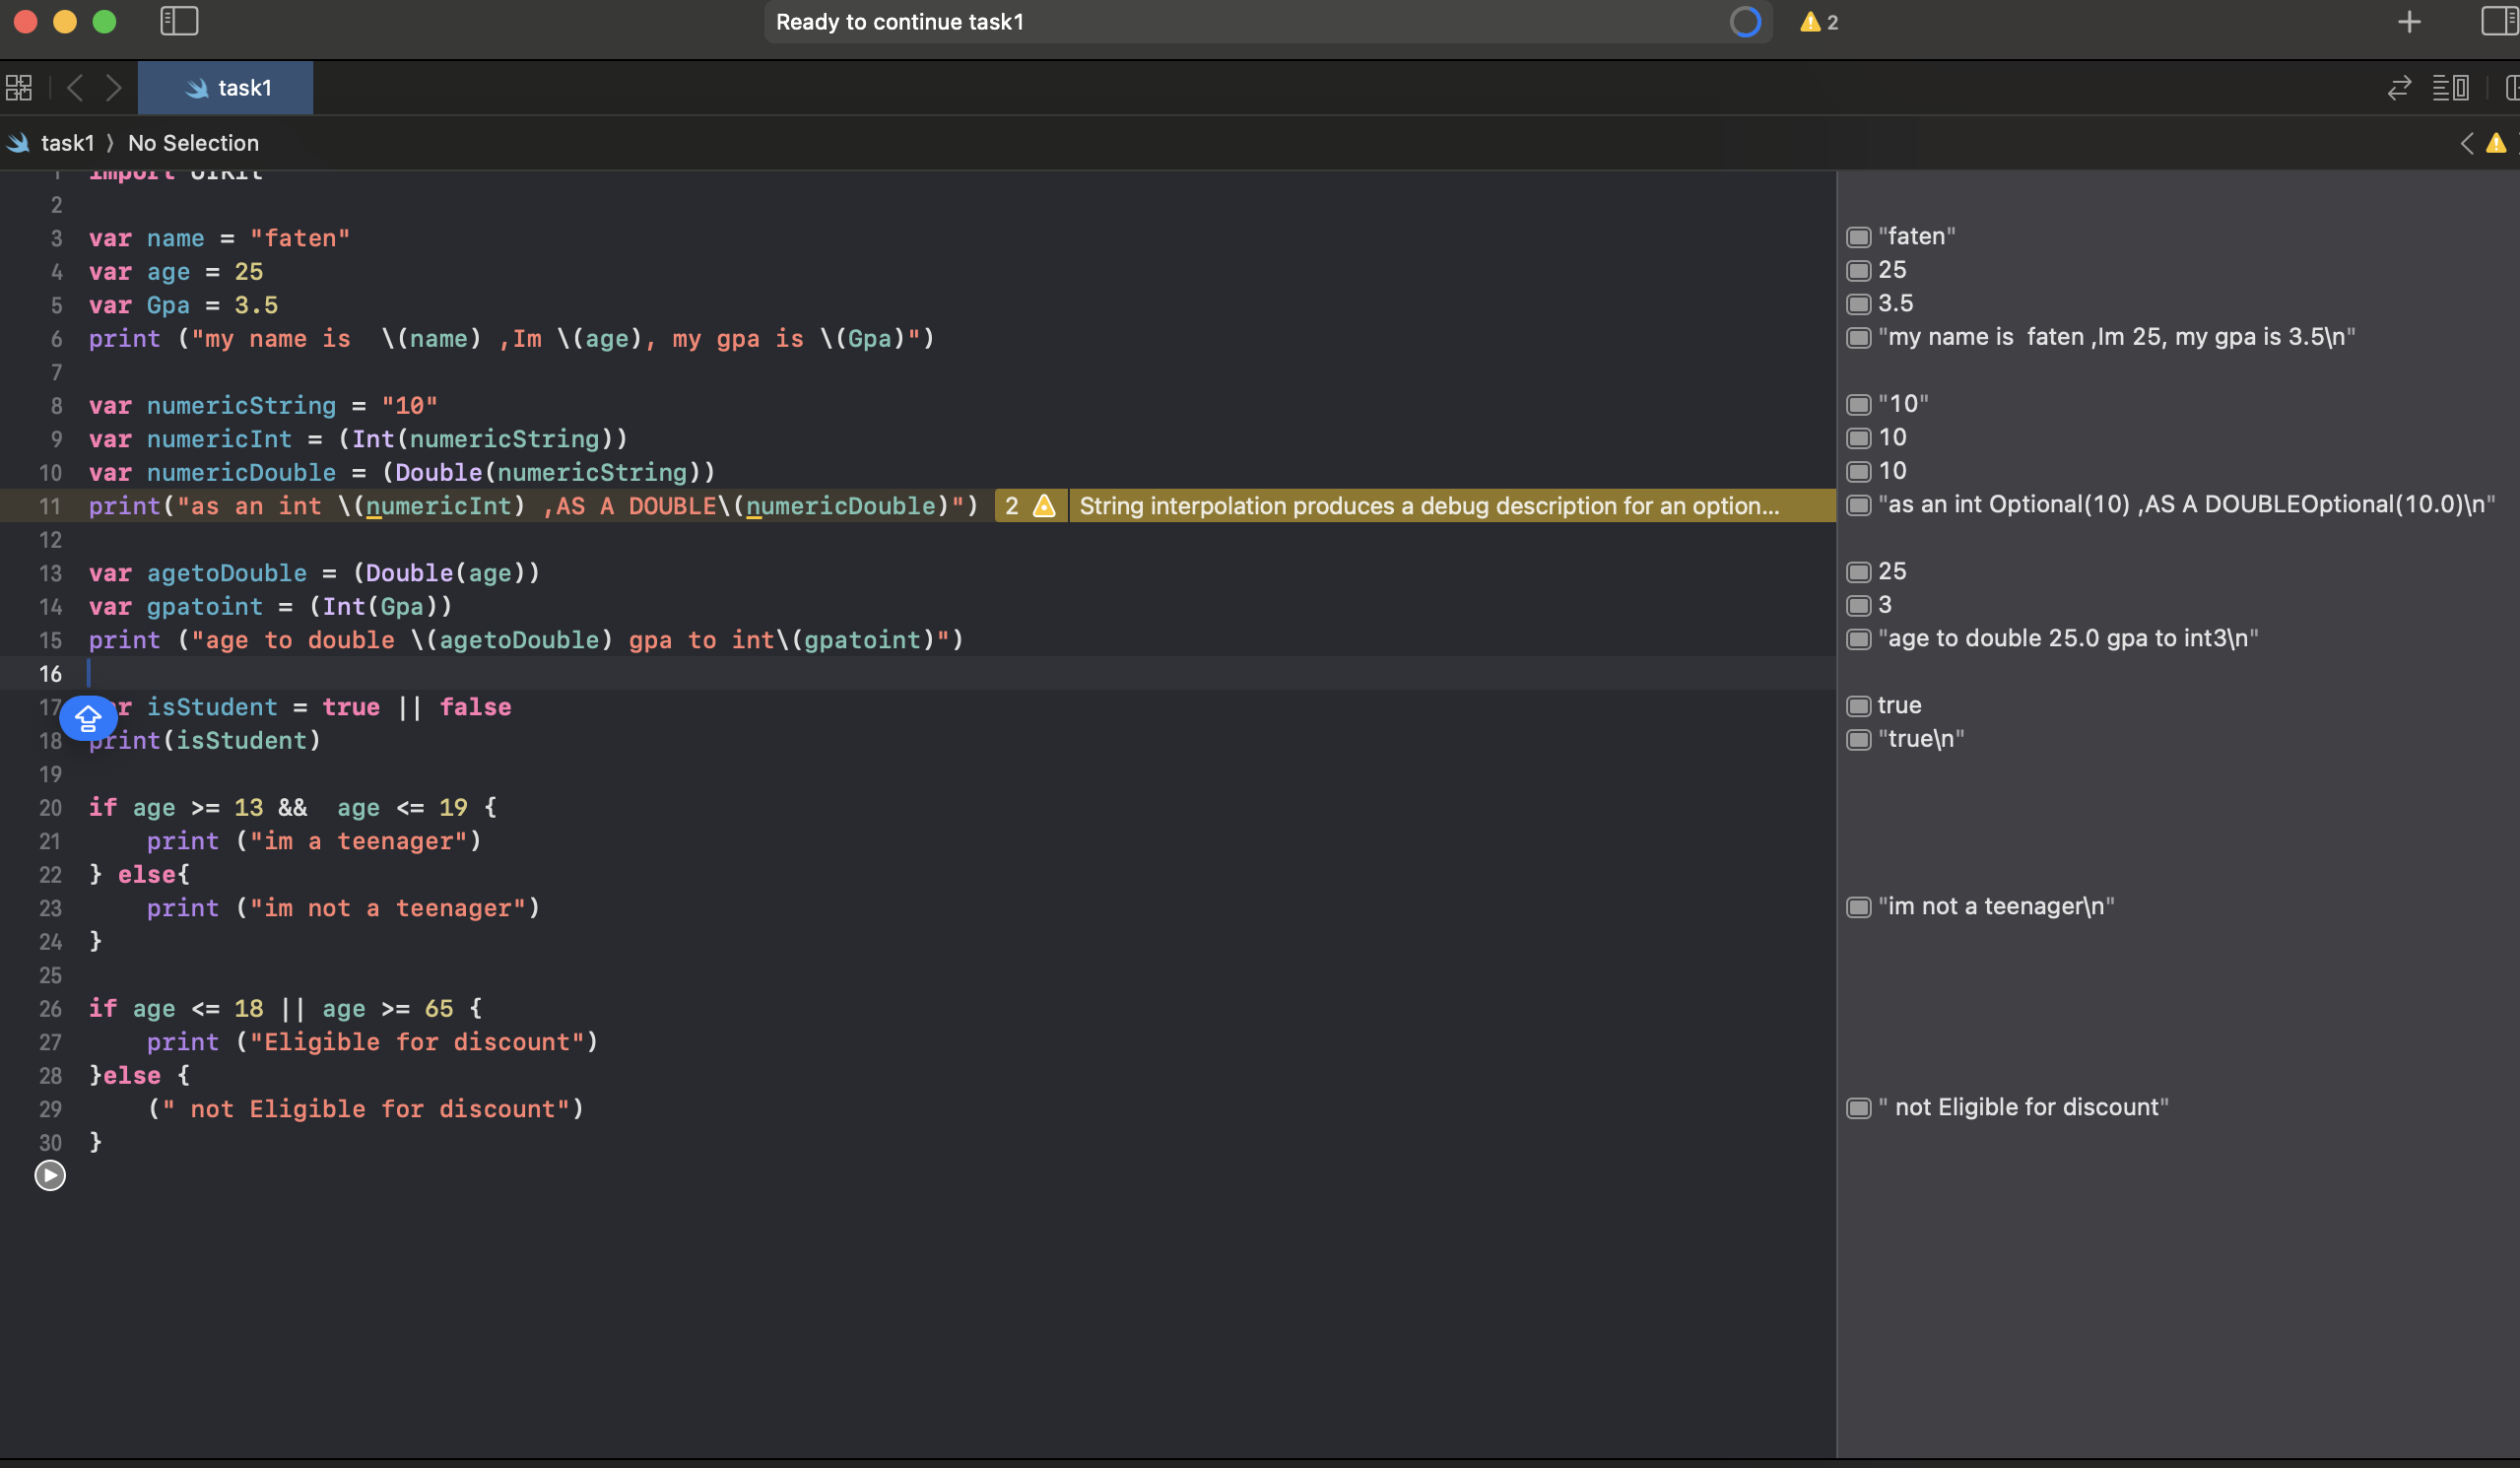 Ready to continue task1
2
task1
task1 〉 No Selection
1 import UIKit
2
3 var name = "faten"
"faten"
4 var age = 25
25
5 var Gpa = 3.5
3.5
6 print ("my name is  \(name) ,Im \(age), my gpa is \(Gpa)")
"my name is  faten ,Im 25, my gpa is 3.5\n"
7
8 var numericString = "10"
"10"
9 var numericInt = (Int(numericString))
10
10 var numericDouble = (Double(numericString))
10
11 print("as an int \(numericInt) ,AS A DOUBLE\(numericDouble)")
2 String interpolation produces a debug description for an option...
"as an int Optional(10) ,AS A DOUBLEOptional(10.0)\n"
12
13 var agetoDouble = (Double(age))
25
14 var gpatoint = (Int(Gpa))
3
15 print ("age to double \(agetoDouble) gpa to int\(gpatoint)")
"age to double 25.0 gpa to int3\n"
16
17 r isStudent = true || false
true
18 print(isStudent)
"true\n"
19
20 if age >= 13 &&  age <= 19 {
21     print ("im a teenager")
22 } else{
23     print ("im not a teenager")
"im not a teenager\n"
24 }
25
26 if age <= 18 || age >= 65 {
27     print ("Eligible for discount")
28 }else {
29     (" not Eligible for discount")
" not Eligible for discount"
30 }